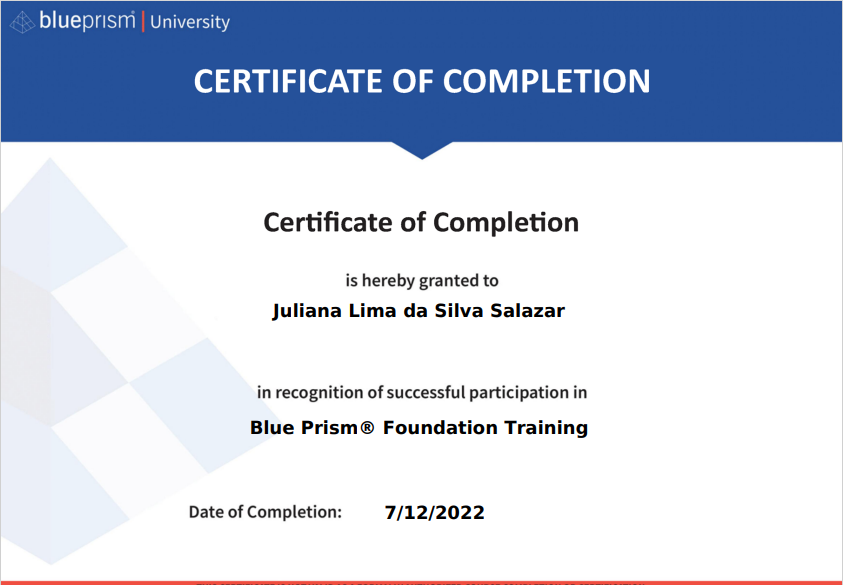 blueprism® | University
CERTIFICATE OF COMPLETION
Certificate of Completion
is hereby granted to
Juliana Lima da Silva Salazar
in recognition of successful participation in
Blue Prism® Foundation Training
Date of Completion: 7/12/2022